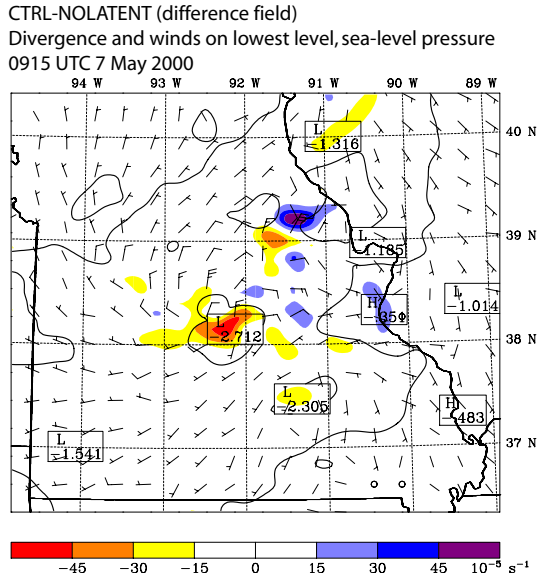 CTRL-NOLATENT (difference field)
Divergence and winds on lowest level, sea-level pressure
0915 UTC 7 May 2000
94 W 93 W 92 W 91 W 90 W 89 W
40 N
L
-1.316
39 N
L
-1.185
L
-1.014
H
-.351
L
-2.712
38 N
L
-2.305
H
-.483
L
-1.541
37 N
-45 -30 -15 0 15 30 45 10⁻⁵ s⁻¹